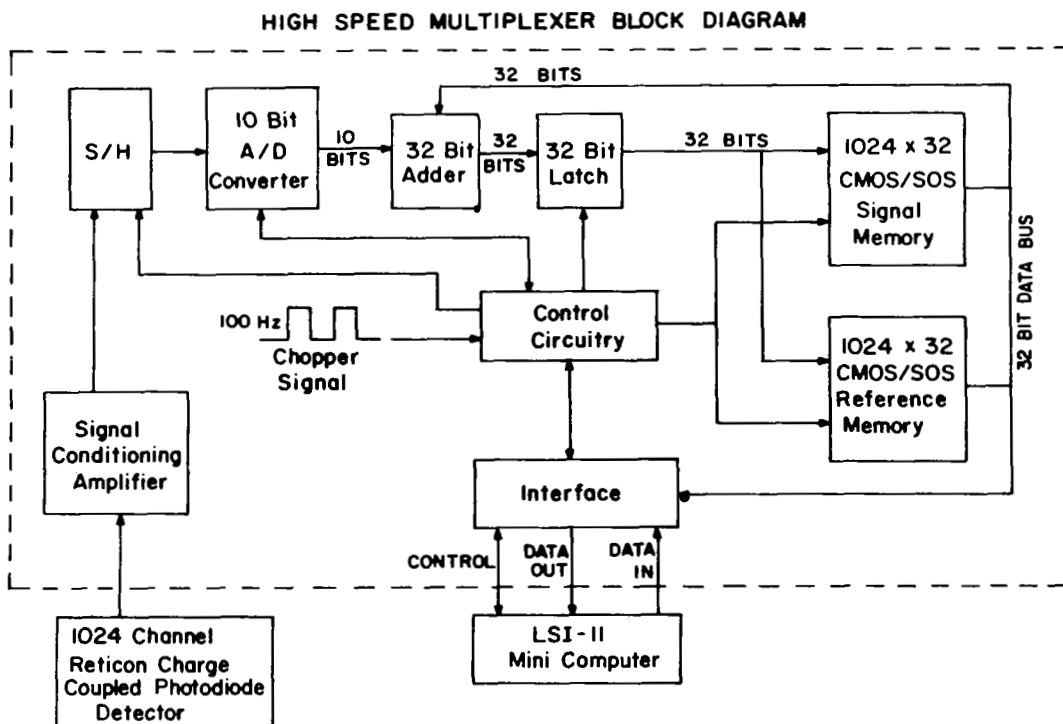 HIGH SPEED MULTIPLEXER BLOCK DIAGRAM
32 BITS
S/H
10 Bit
A/D
Converter
10
BITS
32 Bit
Adder
32
BITS
32 Bit
Latch
32 BITS
1024 x 32
CMOS/SOS
Signal
Memory
32 BIT DATA BUS
100 Hz
Chopper
Signal
Control
Circuitry
1024 x 32
CMOS/SOS
Reference
Memory
Signal
Conditioning
Amplifier
Interface
CONTROL
DATA
OUT
DATA
IN
1024 Channel
Reticon Charge
Coupled Photodiode
Detector
LSI-11
Mini Computer